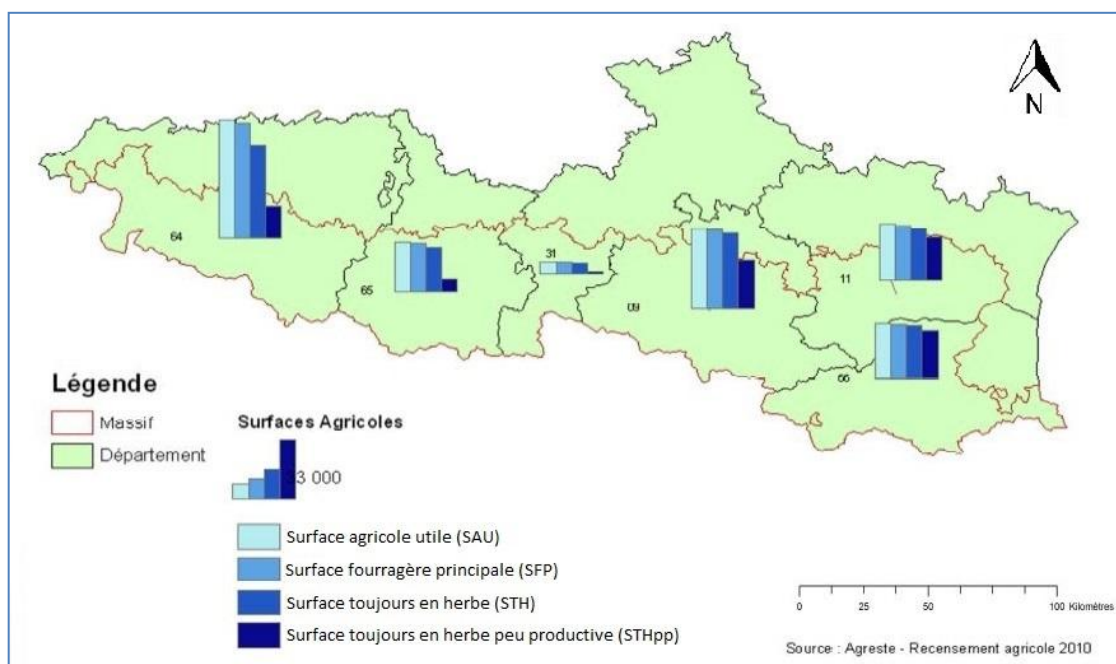 N
64
65
31
09
11
66
Légende
Massif
Département
Surfaces Agricoles
33 000
Surface agricole utile (SAU)
Surface fourragère principale (SFP)
Surface toujours en herbe (STH)
Surface toujours en herbe peu productive (STHpp)
0 25 50 100 Kilomètres
Source : Agreste - Recensement agricole 2010